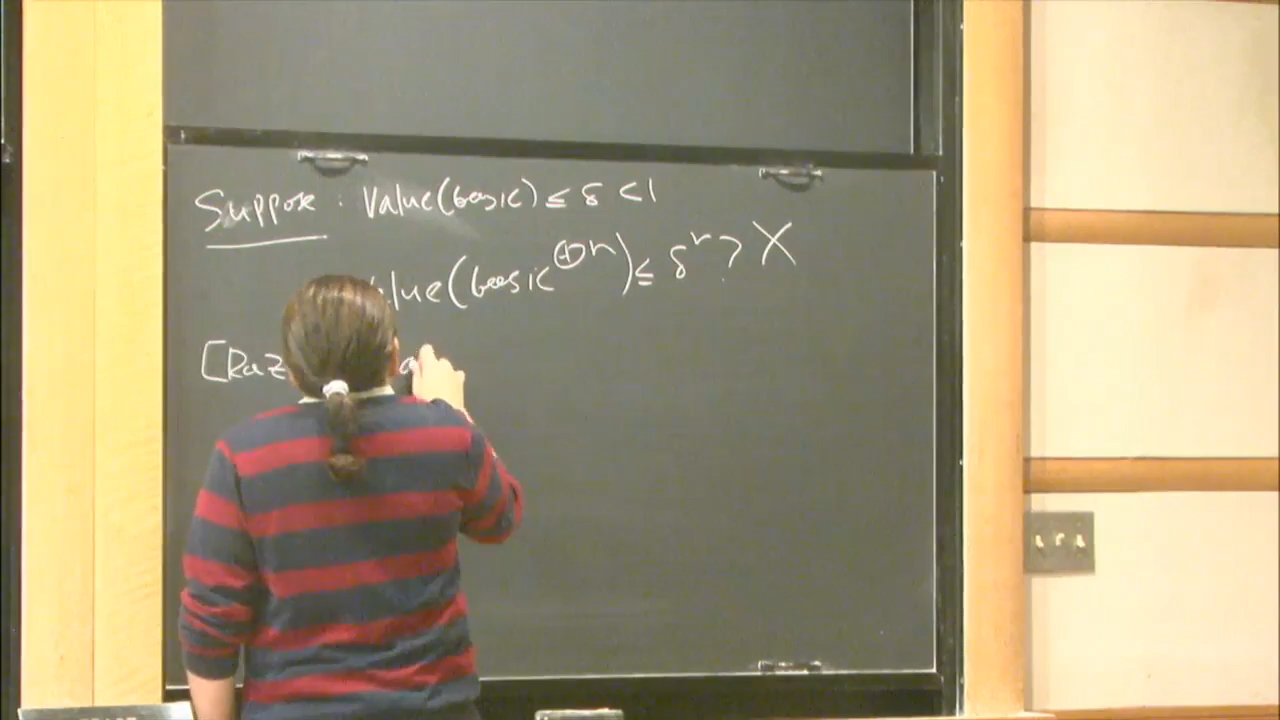 Suppose : Value(basic) ≤ δ < 1
Value(basic^⊕n) ≤ δ^n ? X
[Raz